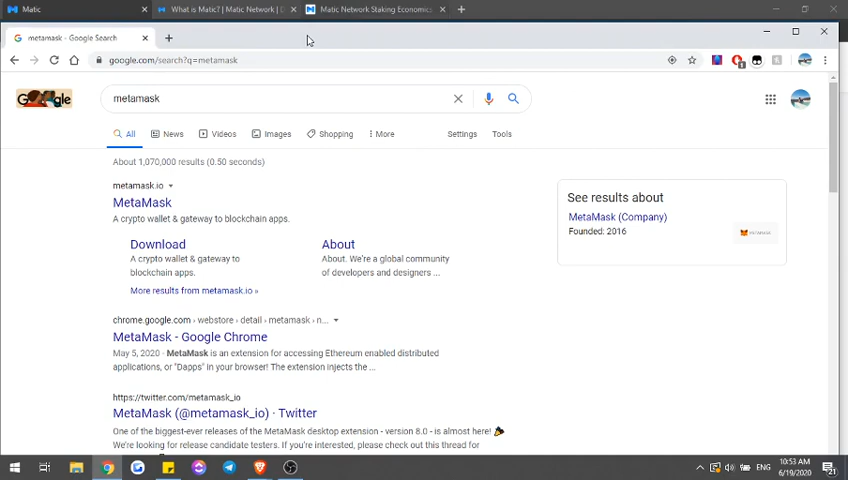 Matic
What is Matic? | Matic Network | D
Matic Network Staking Economics
metamask - Google Search
google.com/search?q=metamask
metamask
All News Videos Images Shopping More Settings Tools
About 1,070,000 results (0.50 seconds)
metamask.io
MetaMask
A crypto wallet & gateway to blockchain apps.
Download
A crypto wallet & gateway to
blockchain apps.
About
About. We're a global community
of developers and designers ...
More results from metamask.io »
See results about
MetaMask (Company)
Founded: 2016
METAMASK
chrome.google.com › webstore › detail › metamask › n...
MetaMask - Google Chrome
May 5, 2020 · MetaMask is an extension for accessing Ethereum enabled distributed
applications, or "Dapps" in your browser! The extension injects the ...
https://twitter.com/metamask_io
MetaMask (@metamask_io) · Twitter
One of the biggest-ever releases of the MetaMask desktop extension - version 8.0 - is almost here!
We're looking for release candidate testers. If you're interested, please check out this thread for
ENG
10:53 AM
6/19/2020
21